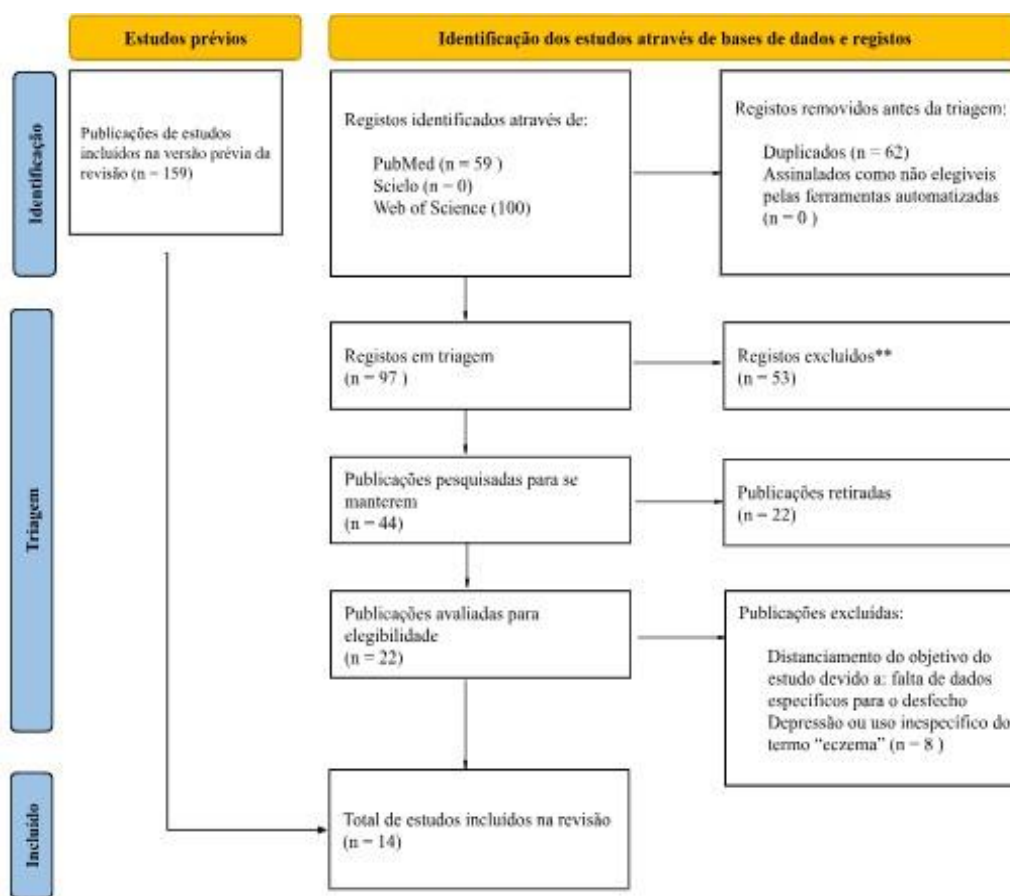 Estudos prévios
Identificação dos estudos através de bases de dados e registos
Identificação
Publicações de estudos
incluídos na versão prévia da
revisão (n = 159)
Registos identificados através de:
PubMed (n = 59 )
Scielo (n = 0)
Web of Science (100)
Registos removidos antes da triagem:
Duplicados (n = 62)
Assinalados como não elegíveis
pelas ferramentas automatizadas
(n = 0 )
Triagem
Registos em triagem
(n = 97 )
Registos excluídos**
(n = 53)
Publicações pesquisadas para se
manterem
(n = 44)
Publicações retiradas
(n = 22)
Publicações avaliadas para
elegibilidade
(n = 22)
Publicações excluídas:
Distanciamento do objetivo do
estudo devido a: falta de dados
específicos para o desfecho
Depressão ou uso inespecífico do
termo “eczema” (n = 8 )
Incluído
Total de estudos incluídos na revisão
(n = 14)